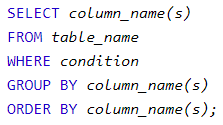 SELECT column_name(s)
FROM table_name
WHERE condition
GROUP BY column_name(s)
ORDER BY column_name(s);